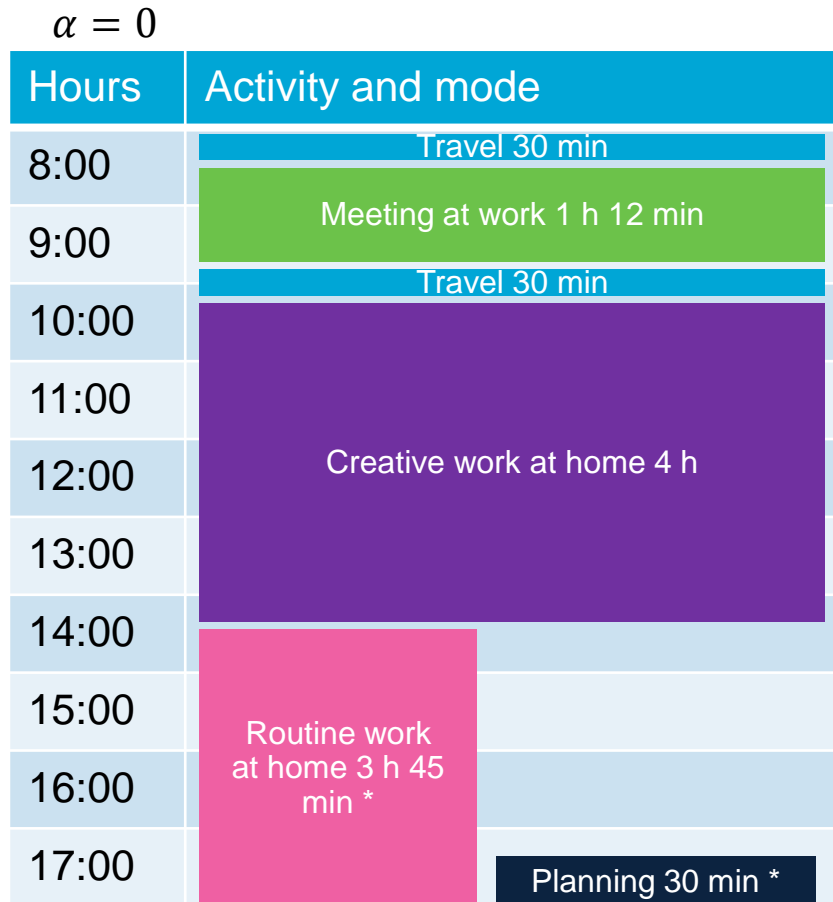 α = 0
Hours Activity and mode
Travel 30 min
8:00
Meeting at work 1 h 12 min
9:00
Travel 30 min
10:00
11:00
Creative work at home 4 h
12:00
13:00
14:00
15:00
Routine work
at home 3 h 45
min *
16:00
17:00
Planning 30 min *